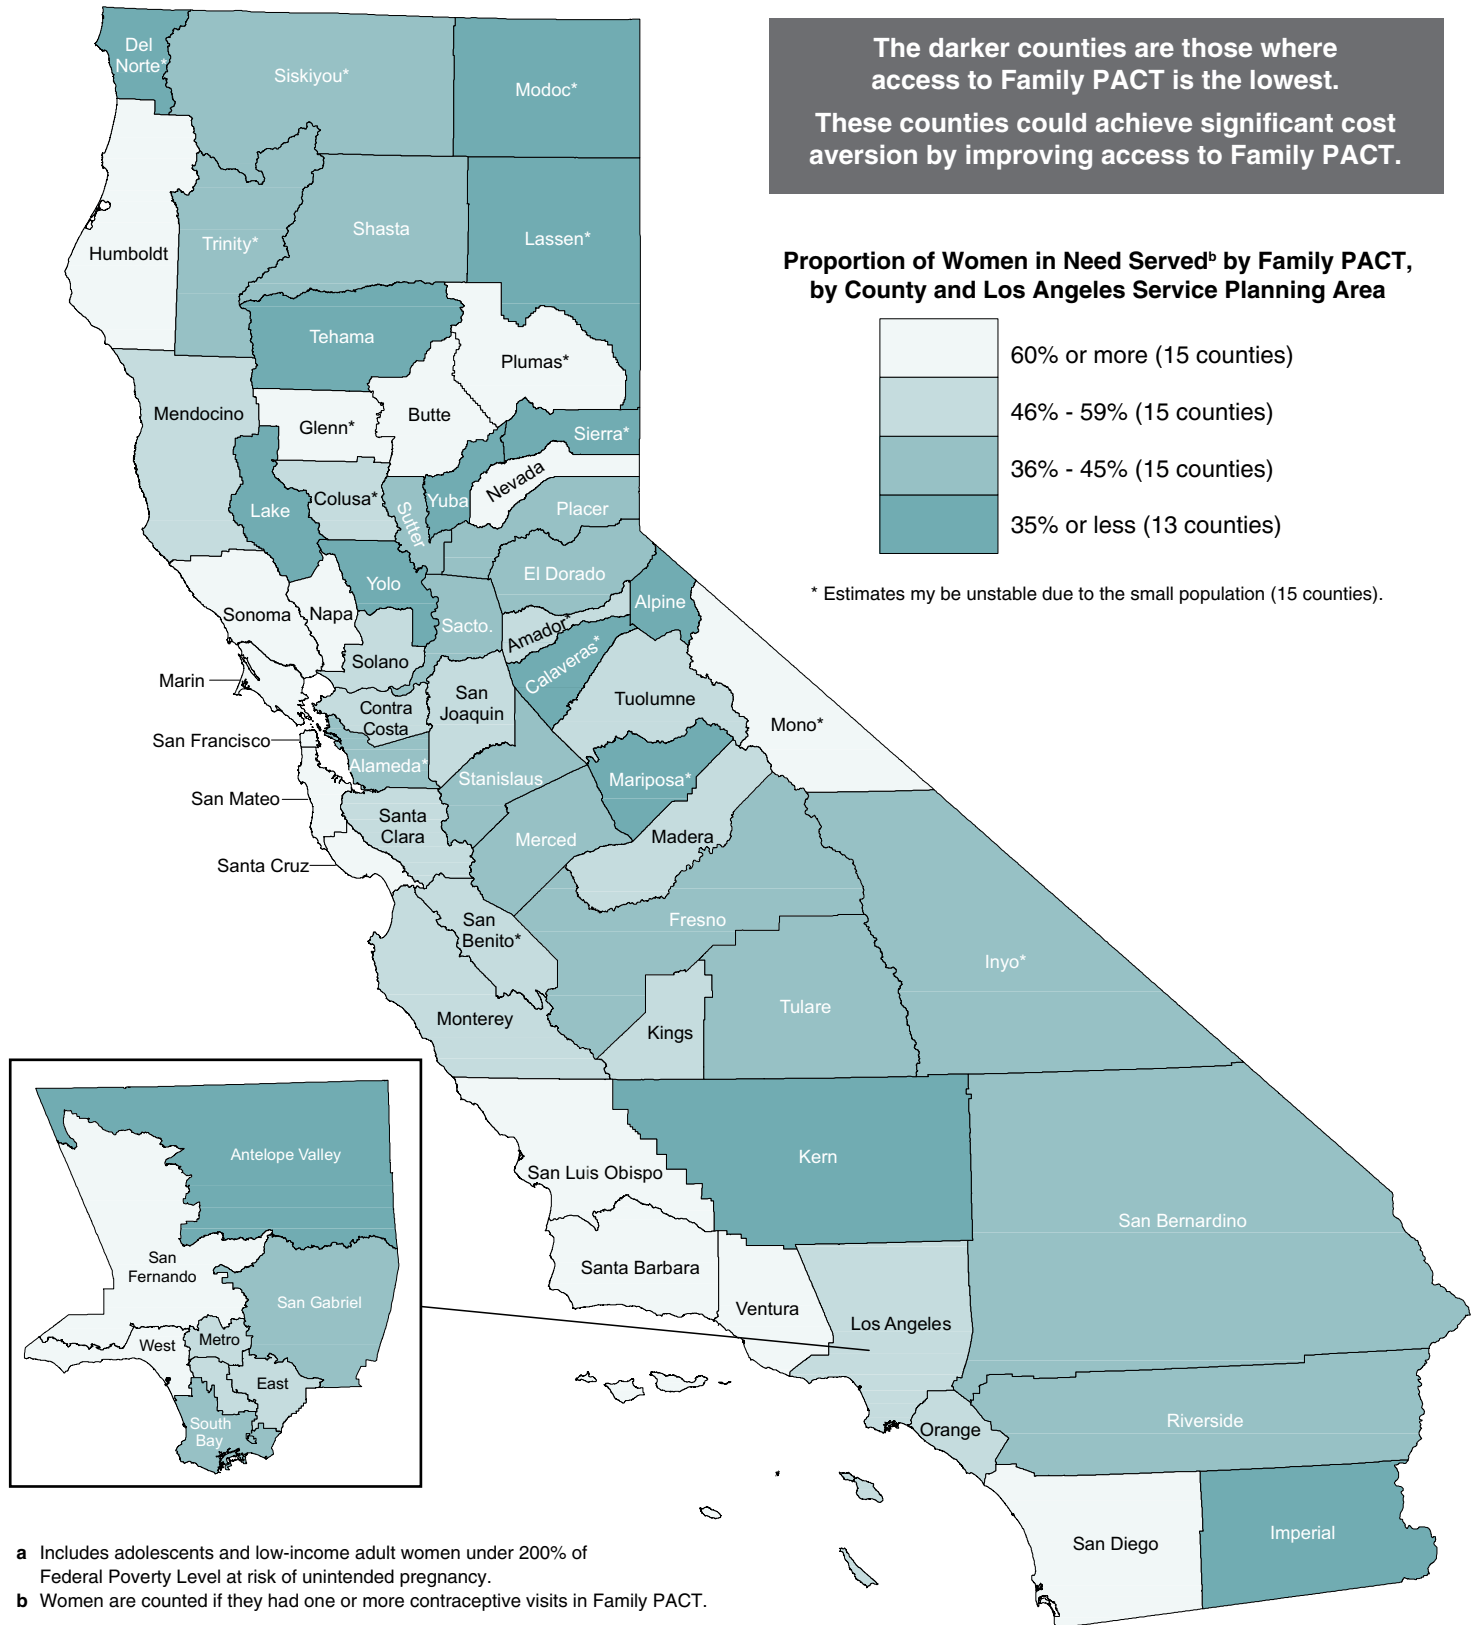 The darker counties are those where
access to Family PACT is the lowest.
These counties could achieve significant cost
aversion by improving access to Family PACT.
Proportion of Women in Need Servedb by Family PACT,
by County and Los Angeles Service Planning Area
60% or more (15 counties)
46% - 59% (15 counties)
36% - 45% (15 counties)
35% or less (13 counties)
* Estimates my be unstable due to the small population (15 counties).
Del
Norte*
Siskiyou*
Modoc*
Humboldt
Trinity*
Shasta
Lassen*
Tehama
Plumas*
Mendocino
Glenn*
Butte
Sierra*
Lake
Colusa*
Sutter
Yuba
Nevada
Placer
Yolo
El Dorado
Sonoma
Napa
Sacto.
Amador*
Alpine
Solano
Calaveras*
Marin
Contra
Costa
San
Joaquin
Tuolumne
Mono*
San Francisco
Alameda*
Stanislaus
Mariposa*
San Mateo
Santa
Clara
Merced
Madera
Santa Cruz
San
Benito*
Fresno
Inyo*
Monterey
Kings
Tulare
San Luis Obispo
Kern
San Bernardino
Santa Barbara
Ventura
Los Angeles
Orange
Riverside
San Diego
Imperial
Antelope Valley
San
Fernando
San Gabriel
West
Metro
East
South
Bay
a Includes adolescents and low-income adult women under 200% of
Federal Poverty Level at risk of unintended pregnancy.
b Women are counted if they had one or more contraceptive visits in Family PACT.